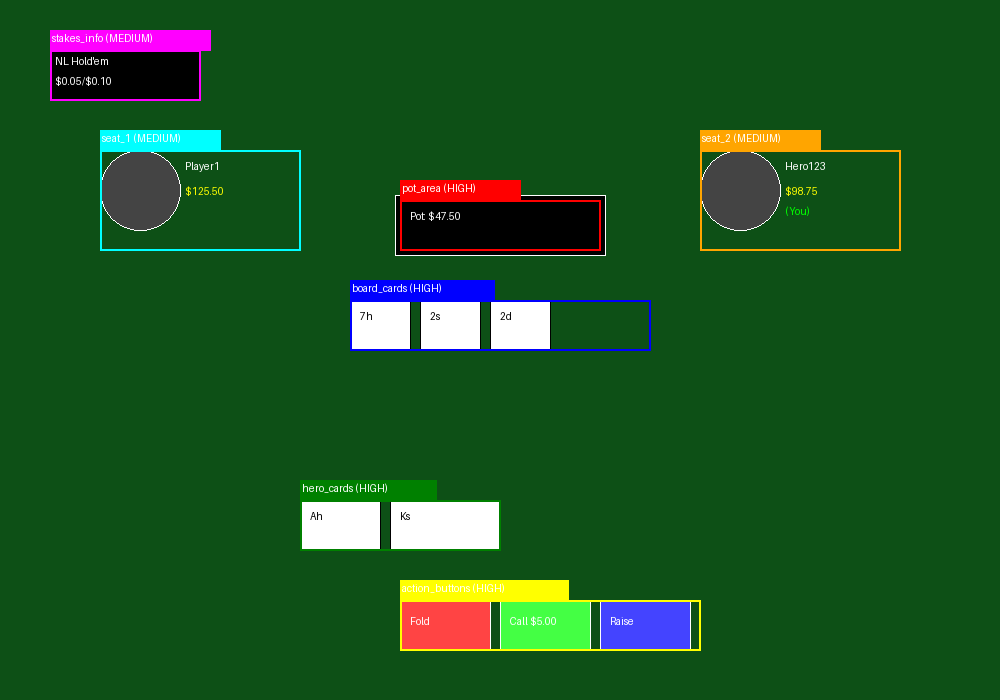 stakes_info (MEDIUM)
NL Hold'em
$0.05/$0.10
seat_1 (MEDIUM)
Player1
$125.50
seat_2 (MEDIUM)
Hero123
$98.75
(You)
pot_area (HIGH)
Pot: $47.50
board_cards (HIGH)
7h
2s
2d
hero_cards (HIGH)
Ah
Ks
action_buttons (HIGH)
Fold
Call $5.00
Raise